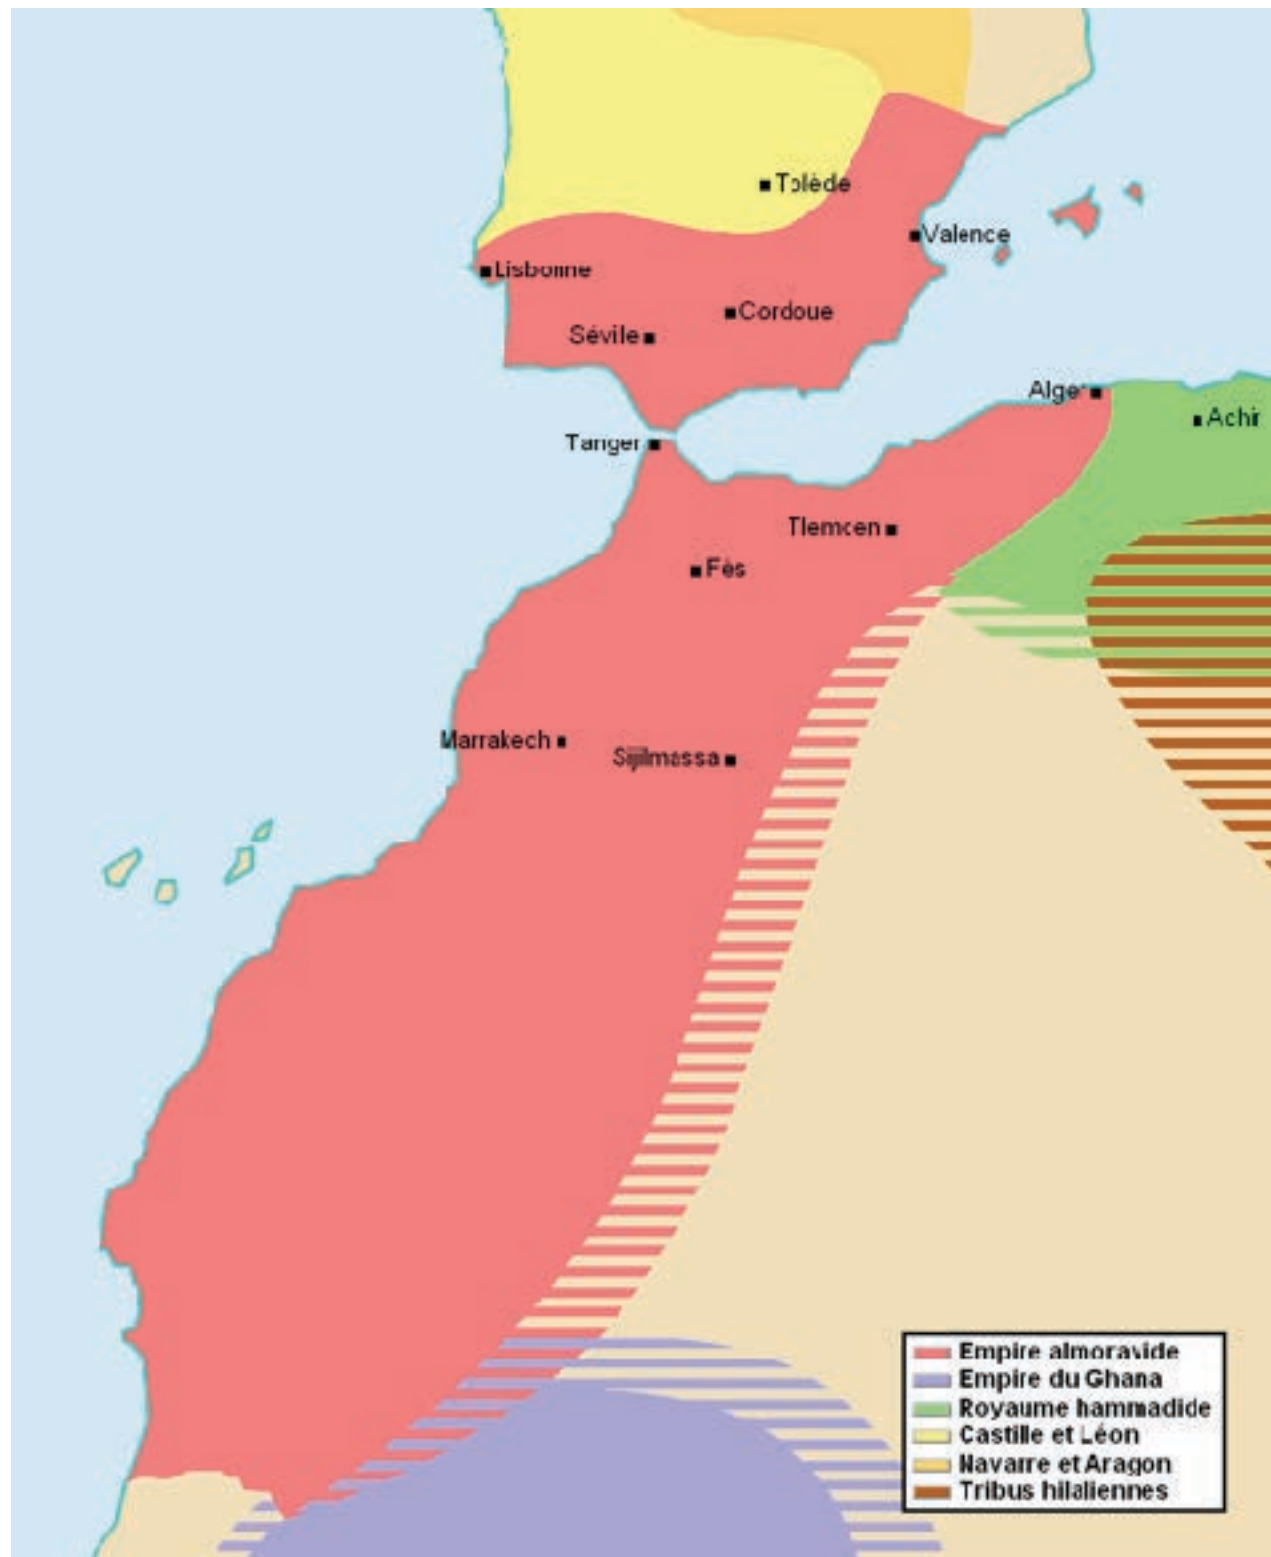 Tolède
Valence
Lisbonne
Cordoue
Sévile
Alger
Achir
Tanger
Tlemcen
Fès
Marrakech
Sijilmassa
Empire almoravide
Empire du Ghana
Royaume hammadide
Castille et Léon
Navarre et Aragon
Tribus hilaliennes